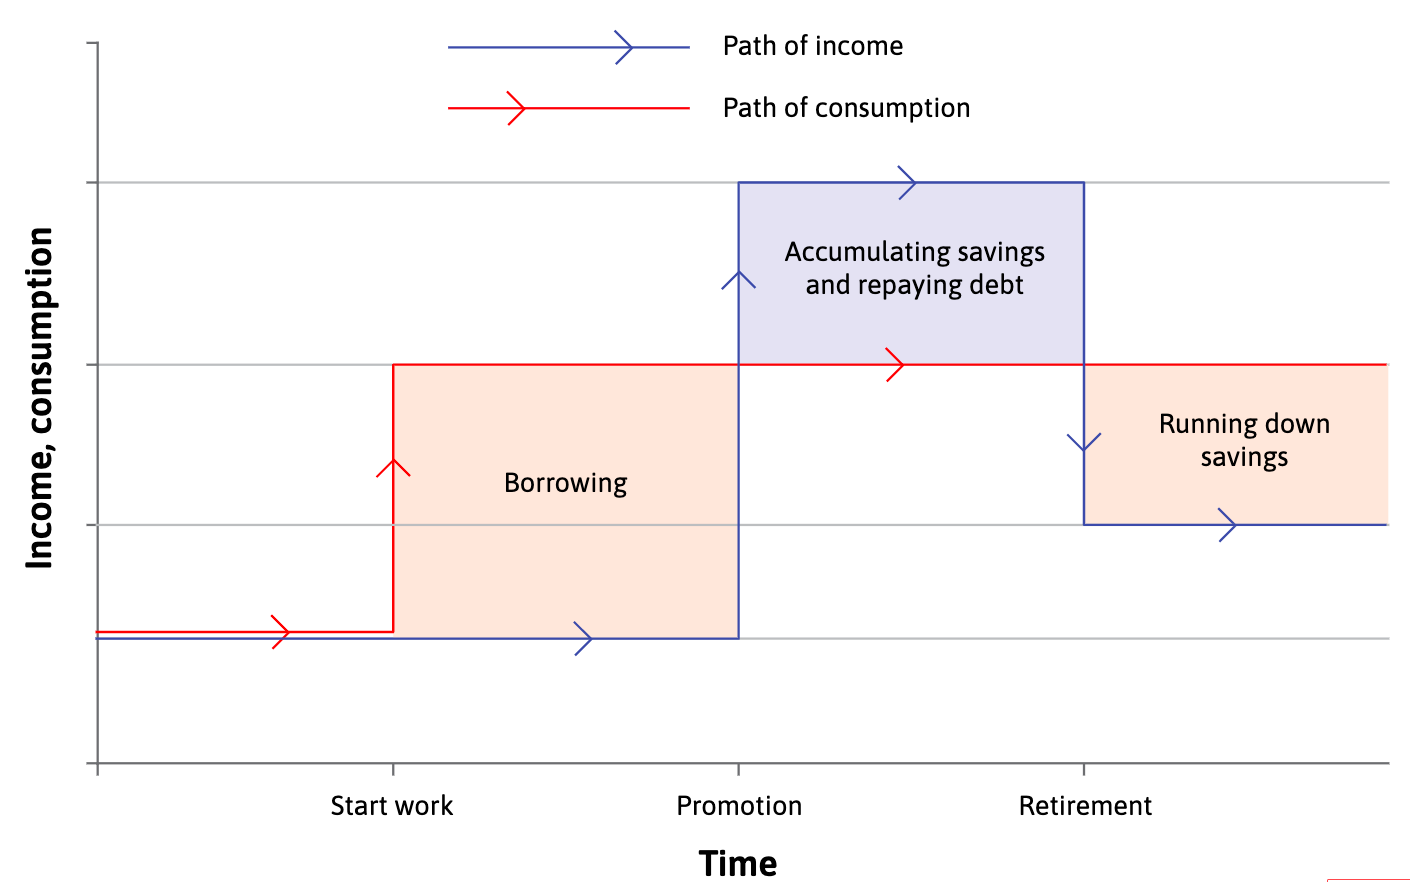 Path of income
Path of consumption
Accumulating savings
and repaying debt
Running down
savings
Borrowing
Income, consumption
Start work
Promotion
Retirement
Time